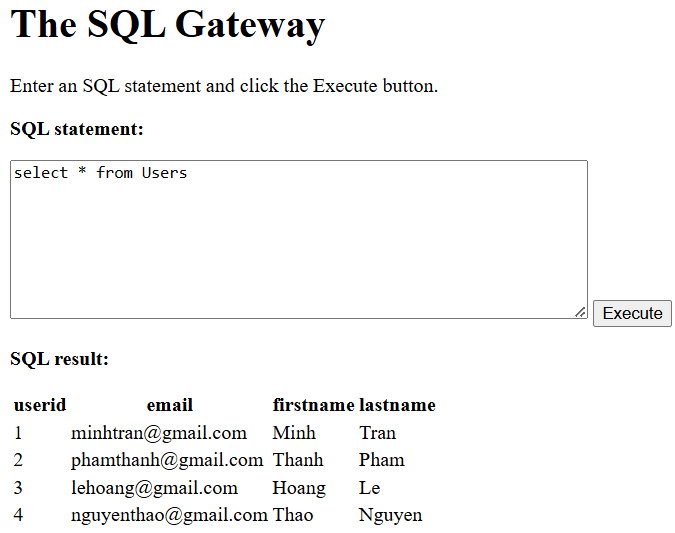 The SQL Gateway
Enter an SQL statement and click the Execute button.
SQL statement:
select * from Users
Execute
SQL result:
userid email firstname lastname
1 minhtran@gmail.com Minh Tran
2 phamthanh@gmail.com Thanh Pham
3 lehoang@gmail.com Hoang Le
4 nguyenthao@gmail.com Thao Nguyen